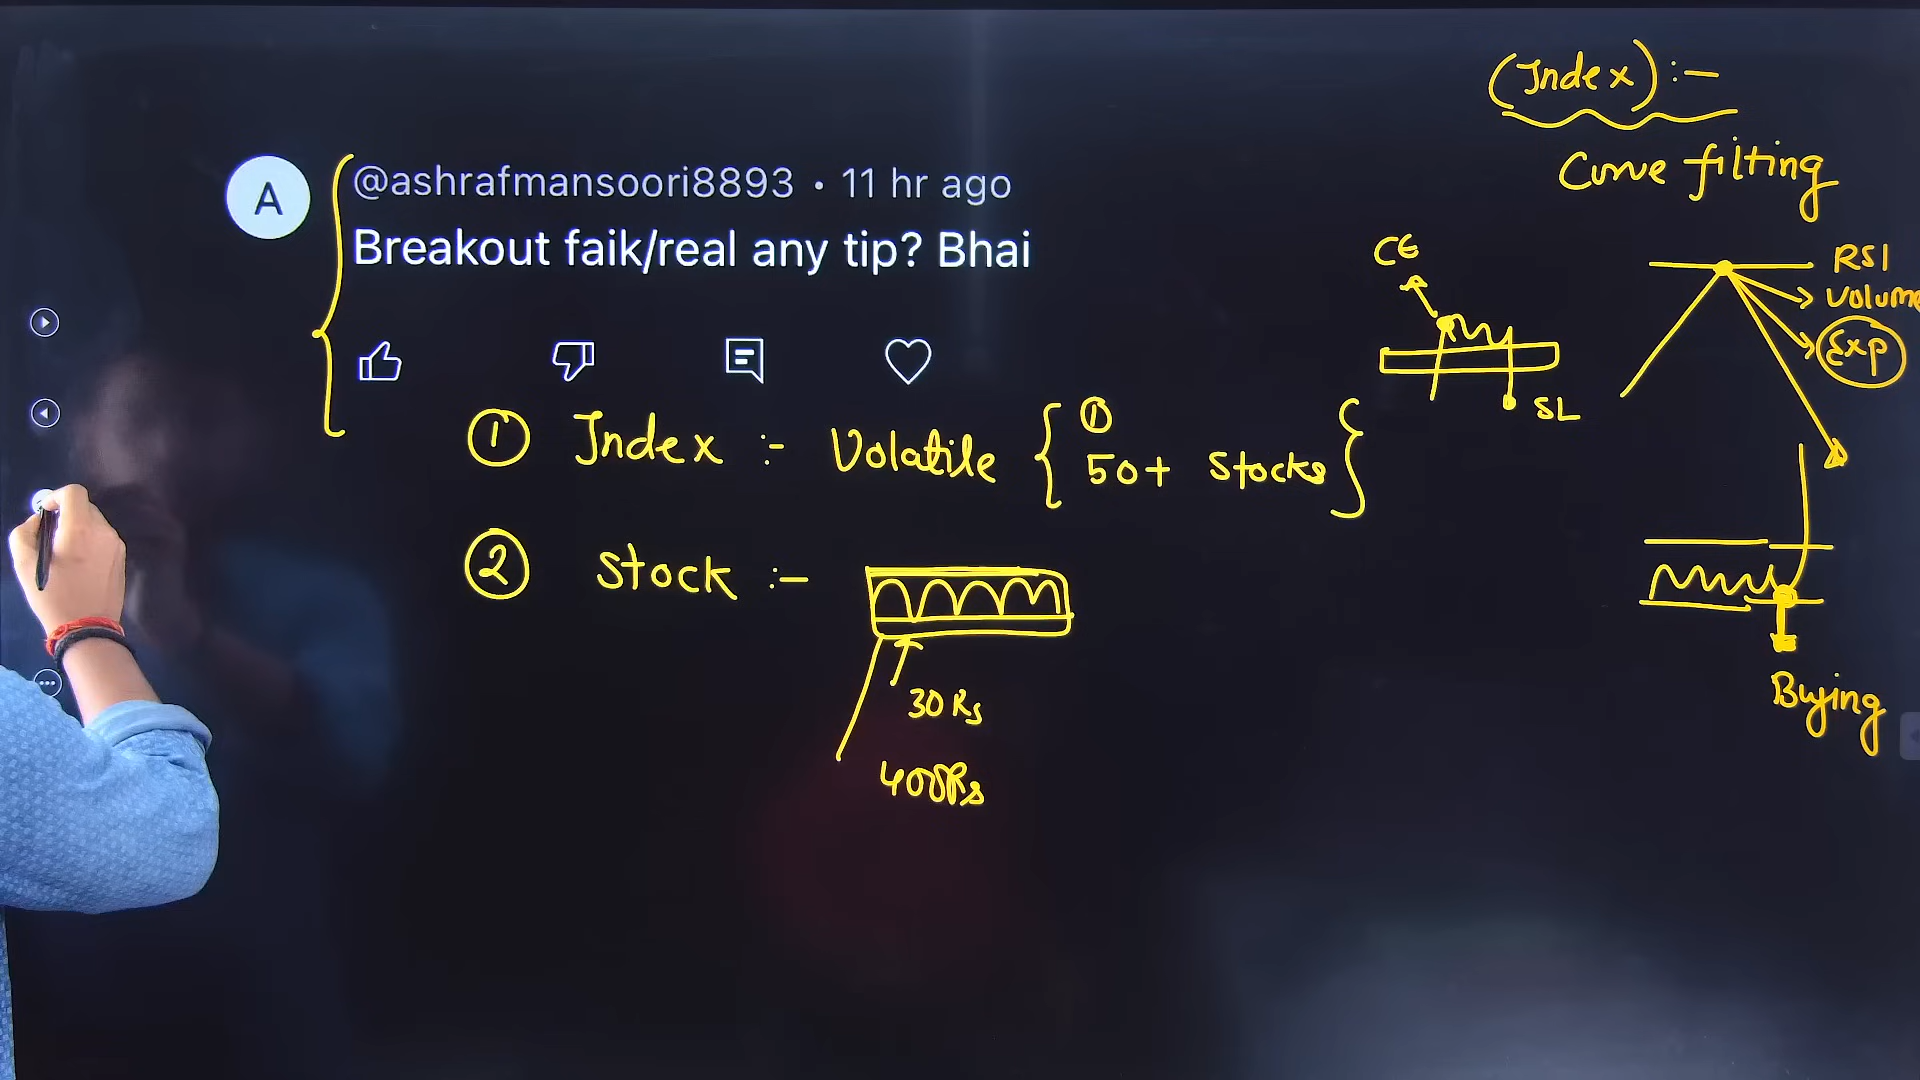 (Index) :-
Curve filting
A
@ashrafmansoori8893 • 11 hr ago
Breakout faik/real any tip? Bhai
CE
SL
RSI
Volume
Exp
① Index :- Volatile { ① 50+ Stocks }
② Stock :-
30 Rs
400Rs
Buying